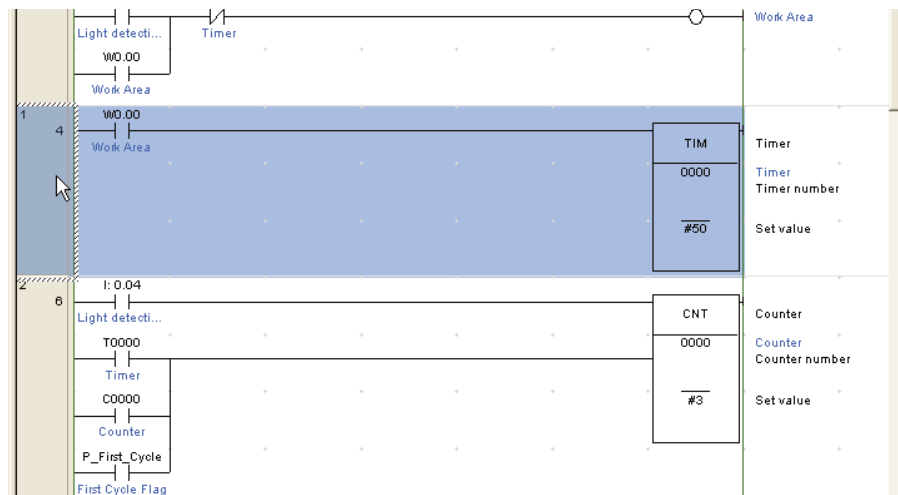 Light detecti... Timer Work Area
W0.00
Work Area
1 W0.00
4
Work Area TIM Timer
0000 Timer
Timer number
#50 Set value
2 I: 0.04
6
Light detecti... CNT Counter
T0000 0000 Counter
Timer Counter number
C0000 #3 Set value
Counter
P_First_Cycle
First Cycle Flag